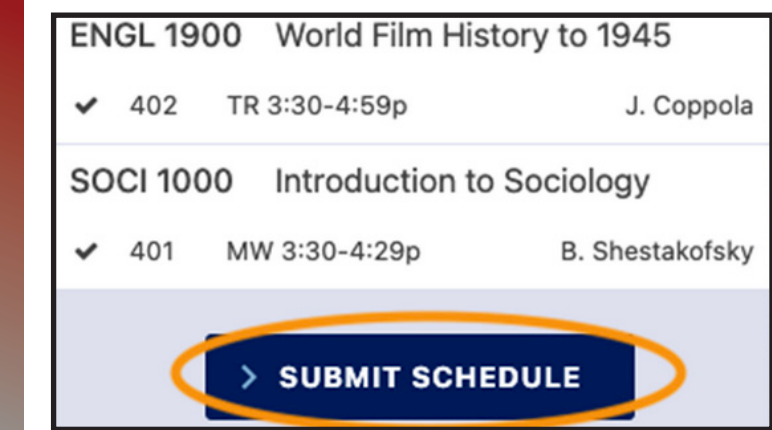 ENGL 1900 World Film History to 1945
✔ 402 TR 3:30-4:59p J. Coppola
SOCI 1000 Introduction to Sociology
✔ 401 MW 3:30-4:29p B. Shestakofsky
> SUBMIT SCHEDULE